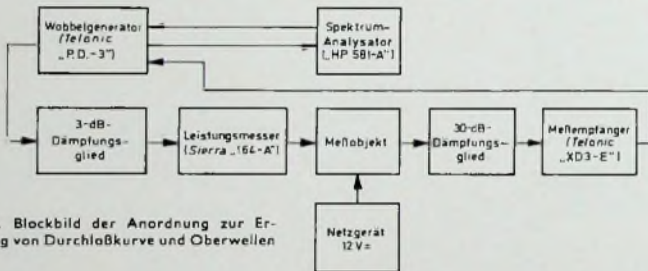 Wobbelgenerator
(Telonic
„P.D.-3")
Spektrum-
Analysator
(„HP 581-A")
3-dB-
Dämpfungs-
glied
Leistungsmesser
(Sierra „164-A")
Meßobjekt
30-dB-
Dämpfungs-
glied
Meßempfänger
(Telonic
„XD3-E")
Netzgerät
12 V=
. Blockbild der Anordnung zur Er-
g von Durchlaßkurve und Oberwellen